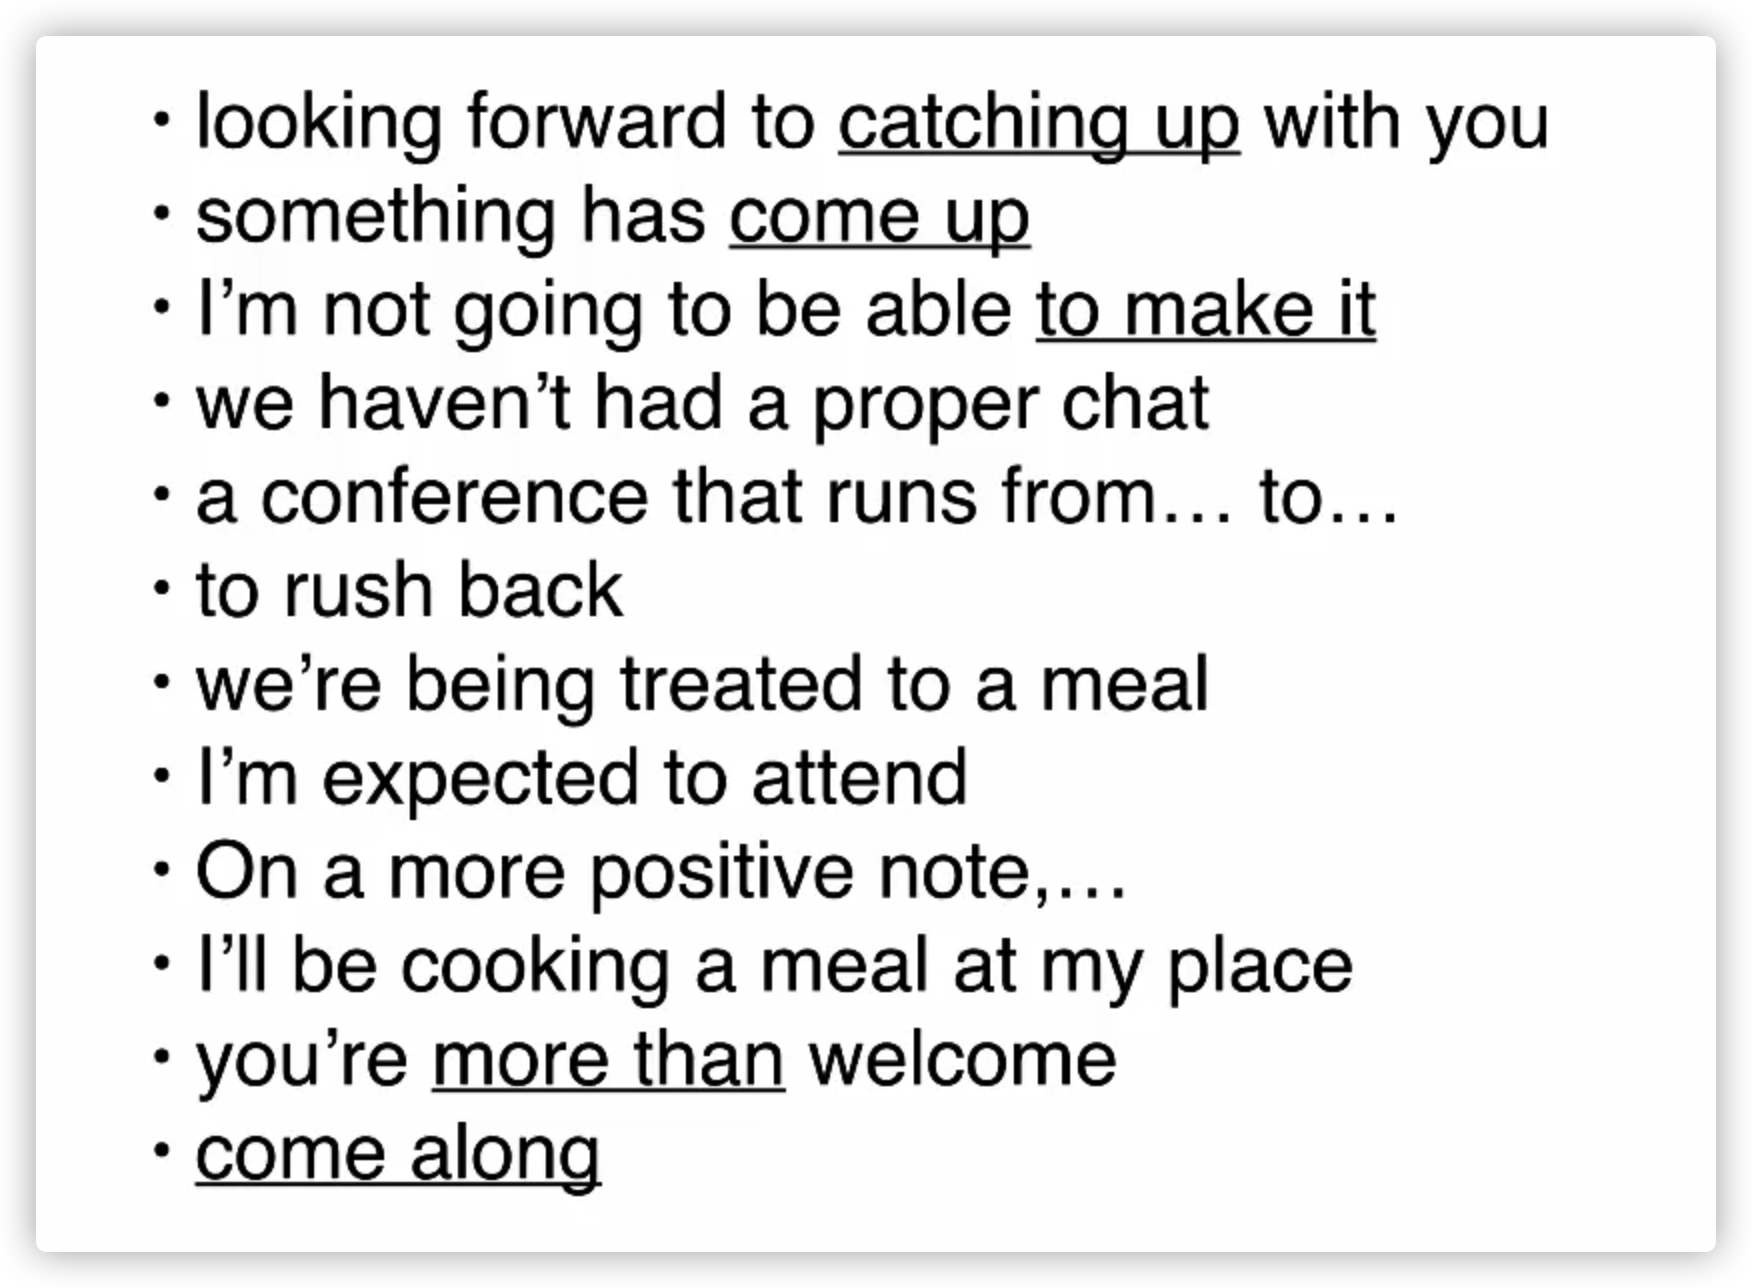 • looking forward to catching up with you
• something has come up
• I’m not going to be able to make it
• we haven’t had a proper chat
• a conference that runs from… to…
• to rush back
• we’re being treated to a meal
• I’m expected to attend
• On a more positive note,…
• I’ll be cooking a meal at my place
• you’re more than welcome
• come along